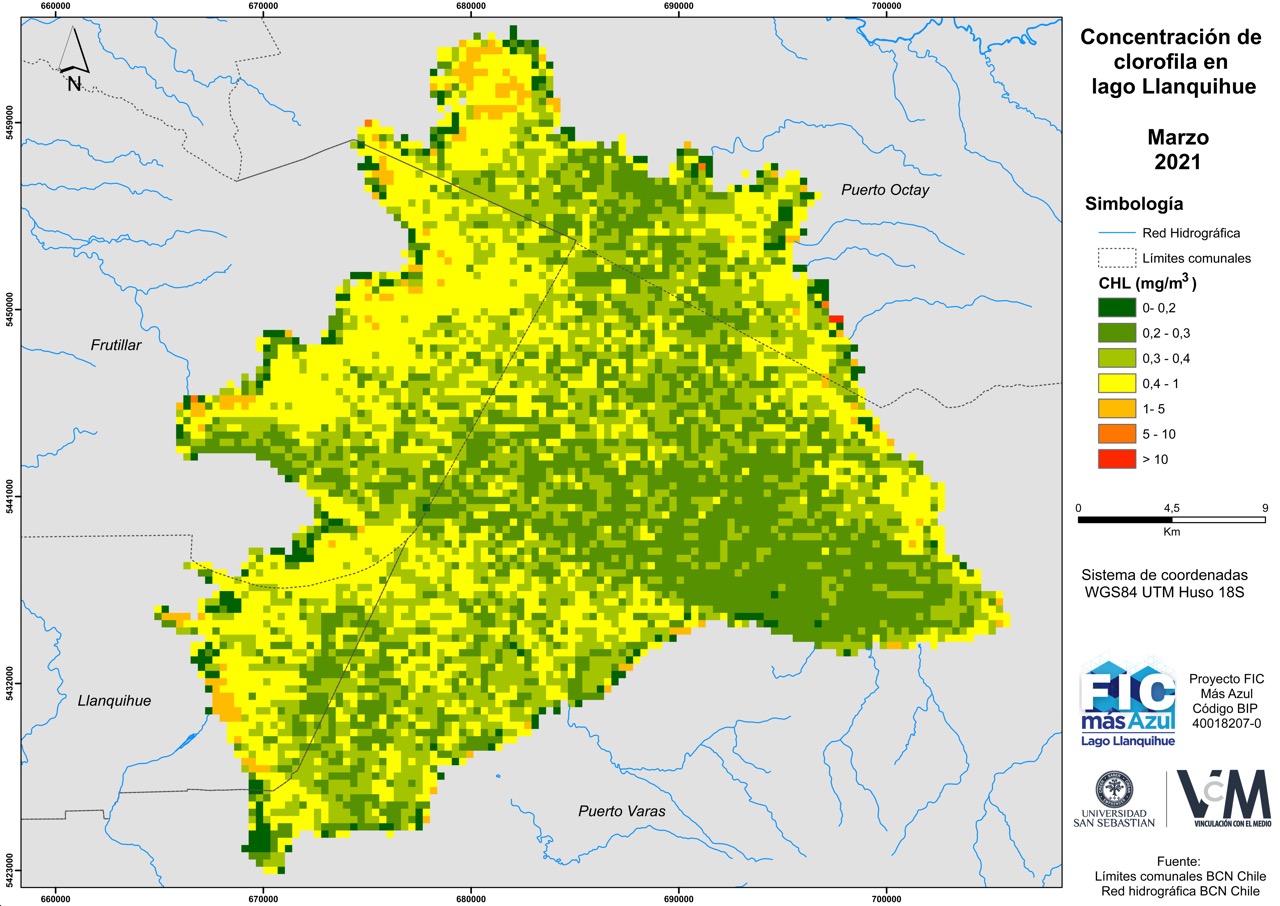 660000
670000
680000
690000
700000
N
5459000
5450000
5441000
5432000
5423000
Puerto Octay
Frutillar
Llanquihue
Puerto Varas
660000
670000
680000
690000
700000
Concentración de
clorofila en
lago Llanquihue
Marzo
2021
Simbología
Red Hidrográfica
Límites comunales
CHL (mg/m³ )
0- 0,2
0,2 - 0,3
0,3 - 0,4
0,4 - 1
1- 5
5 - 10
> 10
0
4,5
9
Km
Sistema de coordenadas
WGS84 UTM Huso 18S
FIC
más Azul
Lago Llanquihue
Proyecto FIC
Más Azul
Código BIP
40018207-0
UNIVERSIDAD
SAN SEBASTIAN
VCM
VINCULACIÓN CON EL MEDIO
Fuente:
Límites comunales BCN Chile
Red hidrográfica BCN Chile